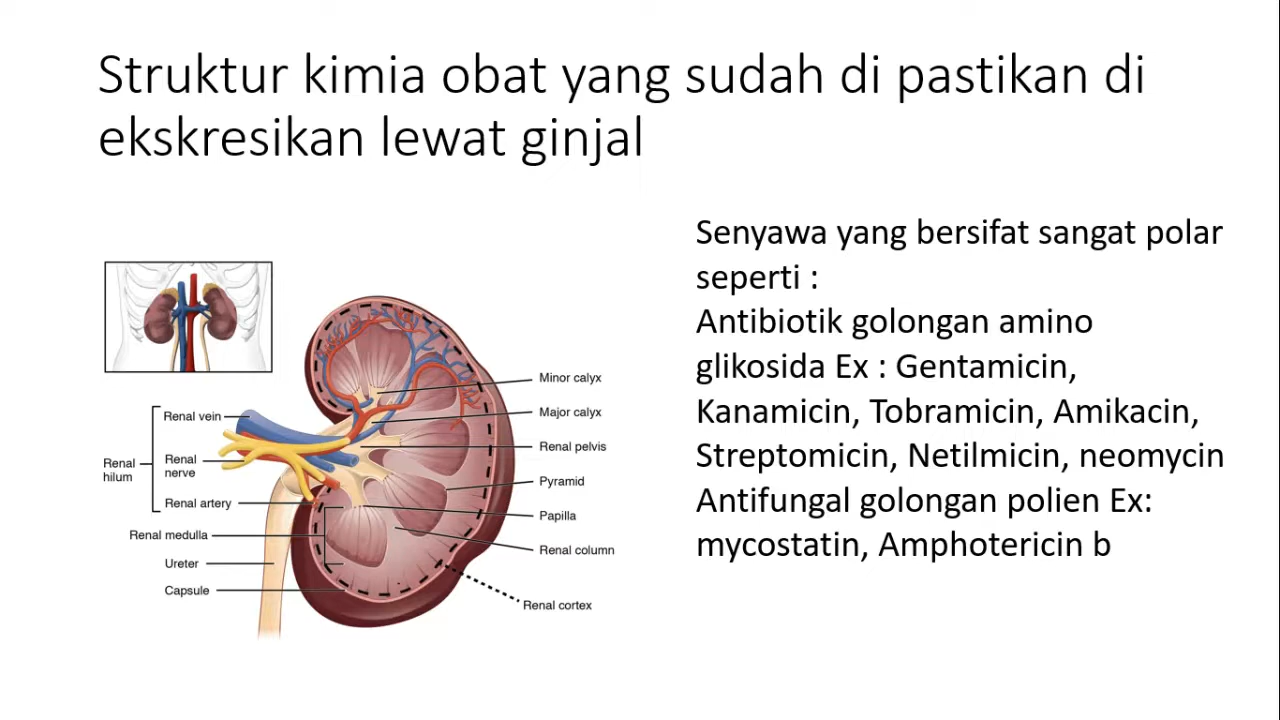 Struktur kimia obat yang sudah di pastikan di
ekskresikan lewat ginjal
Senyawa yang bersifat sangat polar
seperti :
Antibiotik golongan amino
glikosida Ex : Gentamicin,
Kanamicin, Tobramicin, Amikacin,
Streptomicin, Netilmicin, neomycin
Antifungal golongan polien Ex:
mycostatin, Amphotericin b
Renal vein
Renal
hilum
Renal
nerve
Renal artery
Renal medulla
Ureter
Capsule
Minor calyx
Major calyx
Renal pelvis
Pyramid
Papilla
Renal column
Renal cortex